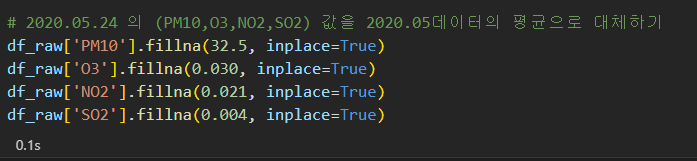 # 2020.05.24 의 (PM10,O3,NO2,SO2) 값을 2020.05데이터의 평균으로 대체하기
df_raw['PM10'].fillna(32.5, inplace=True)
df_raw['O3'].fillna(0.030, inplace=True)
df_raw['NO2'].fillna(0.021, inplace=True)
df_raw['SO2'].fillna(0.004, inplace=True)
0.1s